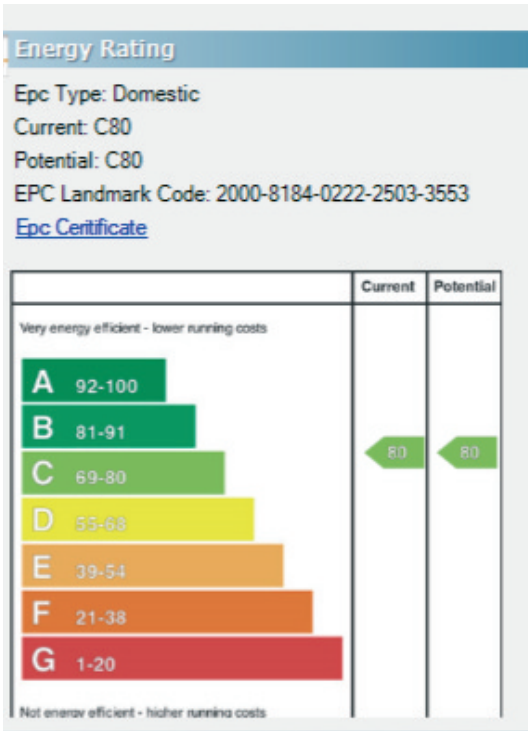 Energy Rating
Epc Type: Domestic
Current: C80
Potential: C80
EPC Landmark Code: 2000-8184-0222-2503-3553
Epc Ceritificate
Current Potential
Very energy efficient - lower running costs
A 92-100
B 81-91
C 69-80
80 80
D 55-68
E 39-54
F 21-38
G 1-20
Not energy efficient - higher running costs